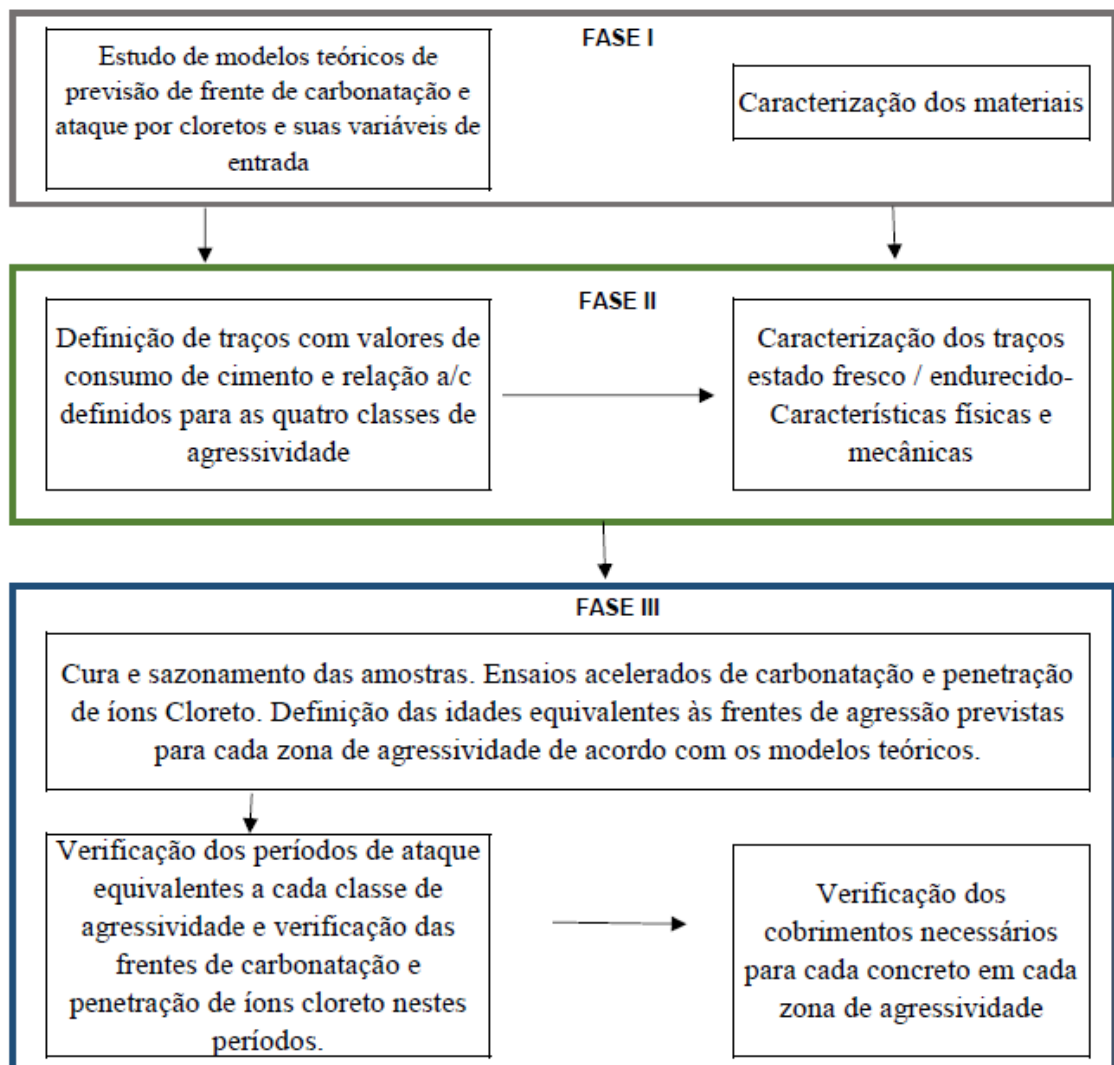 FASE I
Estudo de modelos teóricos de
previsão de frente de carbonatação e
ataque por cloretos e suas variáveis de
entrada
Caracterização dos materiais
FASE II
Definição de traços com valores de
consumo de cimento e relação a/c
definidos para as quatro classes de
agressividade
Caracterização dos traços
estado fresco / endurecido-
Características físicas e
mecânicas
FASE III
Cura e sazonamento das amostras. Ensaios acelerados de carbonatação e penetração
de íons Cloreto. Definição das idades equivalentes às frentes de agressão previstas
para cada zona de agressividade de acordo com os modelos teóricos.
Verificação dos períodos de ataque
equivalentes a cada classe de
agressividade e verificação das
frentes de carbonatação e
penetração de íons cloreto nestes
períodos.
Verificação dos
cobrimentos necessários
para cada concreto em cada
zona de agressividade